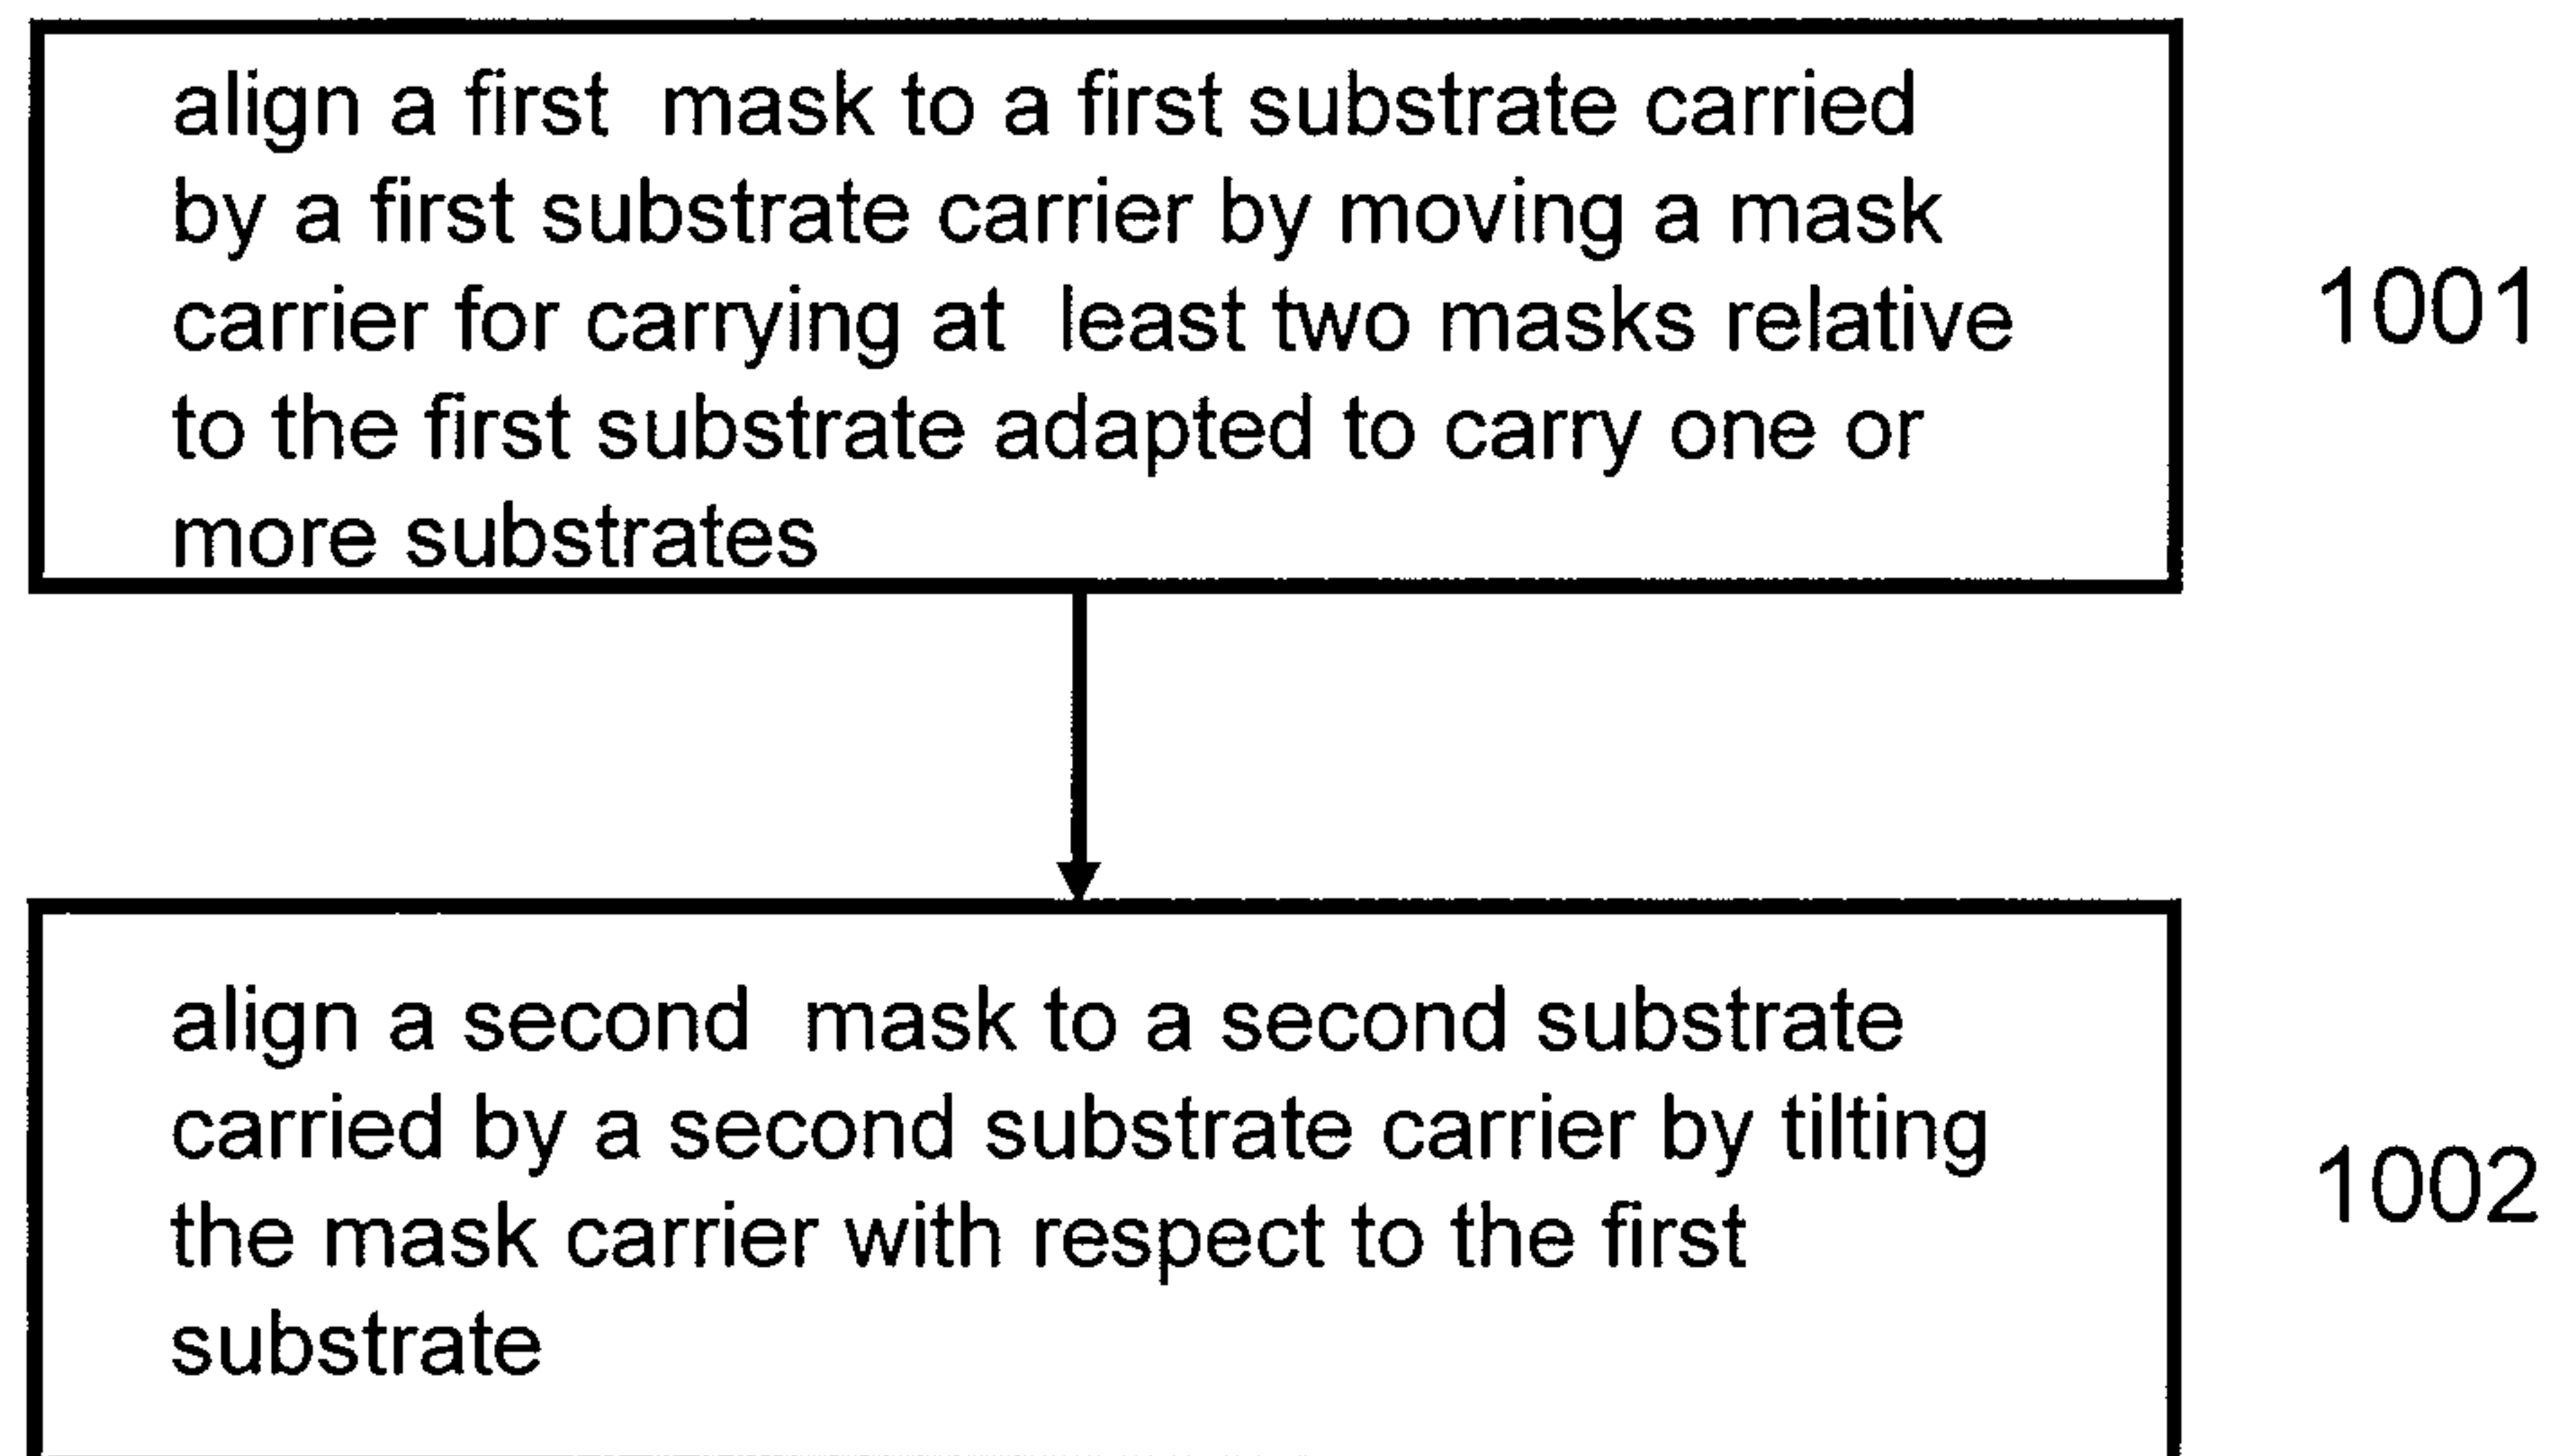 align a first mask to a first substrate carried
by a first substrate carrier by moving a mask
carrier for carrying at least two masks relative
to the first substrate adapted to carry one or
more substrates
1001
align a second mask to a second substrate
carried by a second substrate carrier by tilting
the mask carrier with respect to the first
substrate
1002